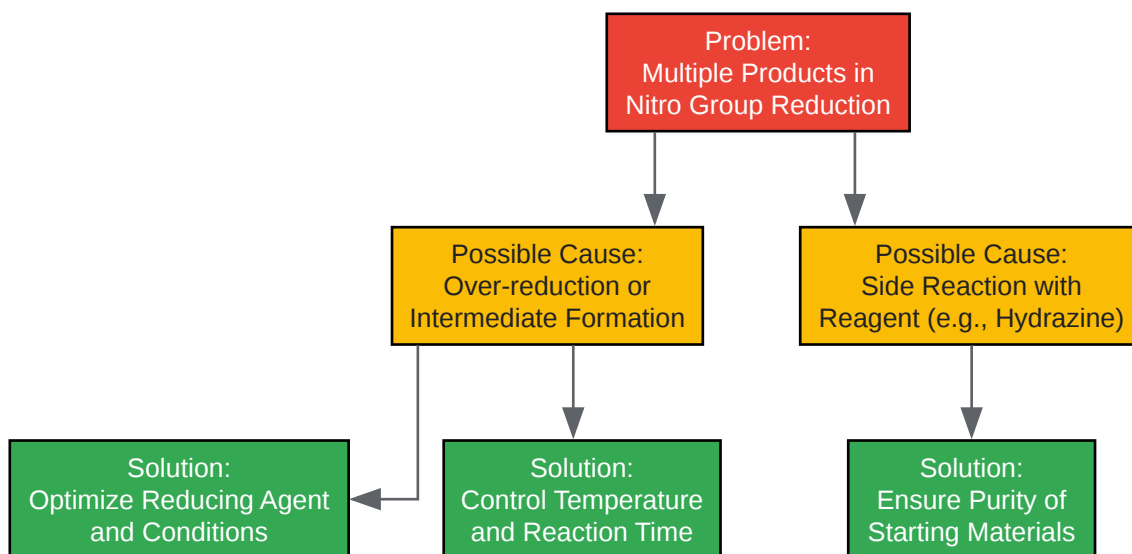 Problem:
Multiple Products in
Nitro Group Reduction
Possible Cause:
Over-reduction or
Intermediate Formation
Possible Cause:
Side Reaction with
Reagent (e.g., Hydrazine)
Solution:
Optimize Reducing Agent
and Conditions
Solution:
Control Temperature
and Reaction Time
Solution:
Ensure Purity of
Starting Materials